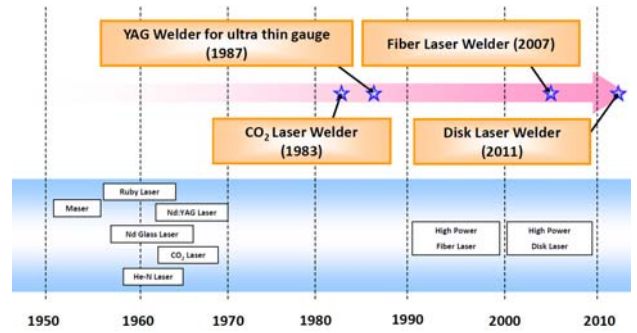 YAG Welder for ultra thin gauge
(1987)
Fiber Laser Welder (2007)
CO₂ Laser Welder
(1983)
Disk Laser Welder
(2011)
Ruby Laser
Maser
Nd:YAG Laser
Nd Glass Laser
CO₂ Laser
He-N Laser
High Power
Fiber Laser
High Power
Disk Laser
1950 1960 1970 1980 1990 2000 2010